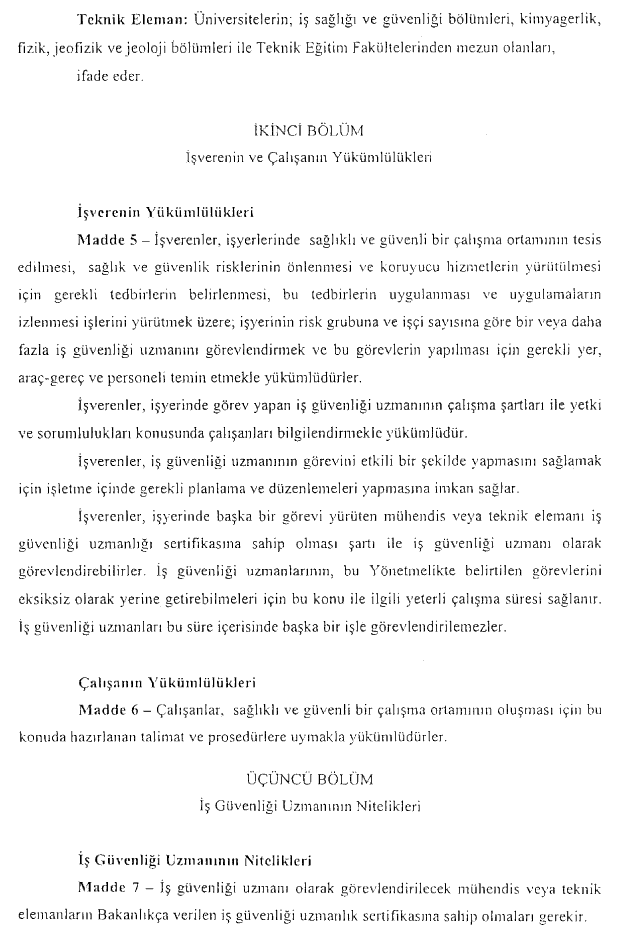 Teknik Eleman: Üniversitelerin; iş sağlığı ve güvenliği bölümleri, kimyagerlik,
fizik, jeofizik ve jeoloji bölümleri ile Teknik Eğitim Fakültelerinden mezun olanları,
ifade eder.
İKİNCİ BÖLÜM
İşverenin ve Çalışanın Yükümlülükleri
İşverenin Yükümlülükleri
Madde 5 – İşverenler, işyerlerinde sağlıklı ve güvenli bir çalışma ortamının tesis
edilmesi, sağlık ve güvenlik risklerinin önlenmesi ve koruyucu hizmetlerin yürütülmesi
için gerekli tedbirlerin belirlenmesi, bu tedbirlerin uygulanması ve uygulamaların
izlenmesi işlerini yürütmek üzere; işyerinin risk grubuna ve işçi sayısına göre bir veya daha
fazla iş güvenliği uzmanını görevlendirmek ve bu görevlerin yapılması için gerekli yer,
araç-gereç ve personeli temin etmekle yükümlüdürler.
İşverenler, işyerinde görev yapan iş güvenliği uzmanının çalışma şartları ile yetki
ve sorumlulukları konusunda çalışanları bilgilendirmekle yükümlüdür.
İşverenler, iş güvenliği uzmanının görevini etkili bir şekilde yapmasını sağlamak
için işletme içinde gerekli planlama ve düzenlemeleri yapmasına imkan sağlar.
İşverenler, işyerinde başka bir görevi yürüten mühendis veya teknik elemanı iş
güvenliği uzmanlığı sertifikasına sahip olması şartı ile iş güvenliği uzmanı olarak
görevlendirebilirler. İş güvenliği uzmanlarının, bu Yönetmelikte belirtilen görevlerini
eksiksiz olarak yerine getirebilmeleri için bu konu ile ilgili yeterli çalışma süresi sağlanır.
İş güvenliği uzmanları bu süre içerisinde başka bir işle görevlendirilemezler.
Çalışanın Yükümlülükleri
Madde 6 – Çalışanlar, sağlıklı ve güvenli bir çalışma ortamının oluşması için bu
konuda hazırlanan talimat ve prosedürlere uymakla yükümlüdürler.
ÜÇÜNCÜ BÖLÜM
İş Güvenliği Uzmanının Nitelikleri
İş Güvenliği Uzmanının Nitelikleri
Madde 7 – İş güvenliği uzmanı olarak görevlendirilecek mühendis veya teknik
elemanların Bakanlıkça verilen iş güvenliği uzmanlık sertifikasına sahip olmaları gerekir.